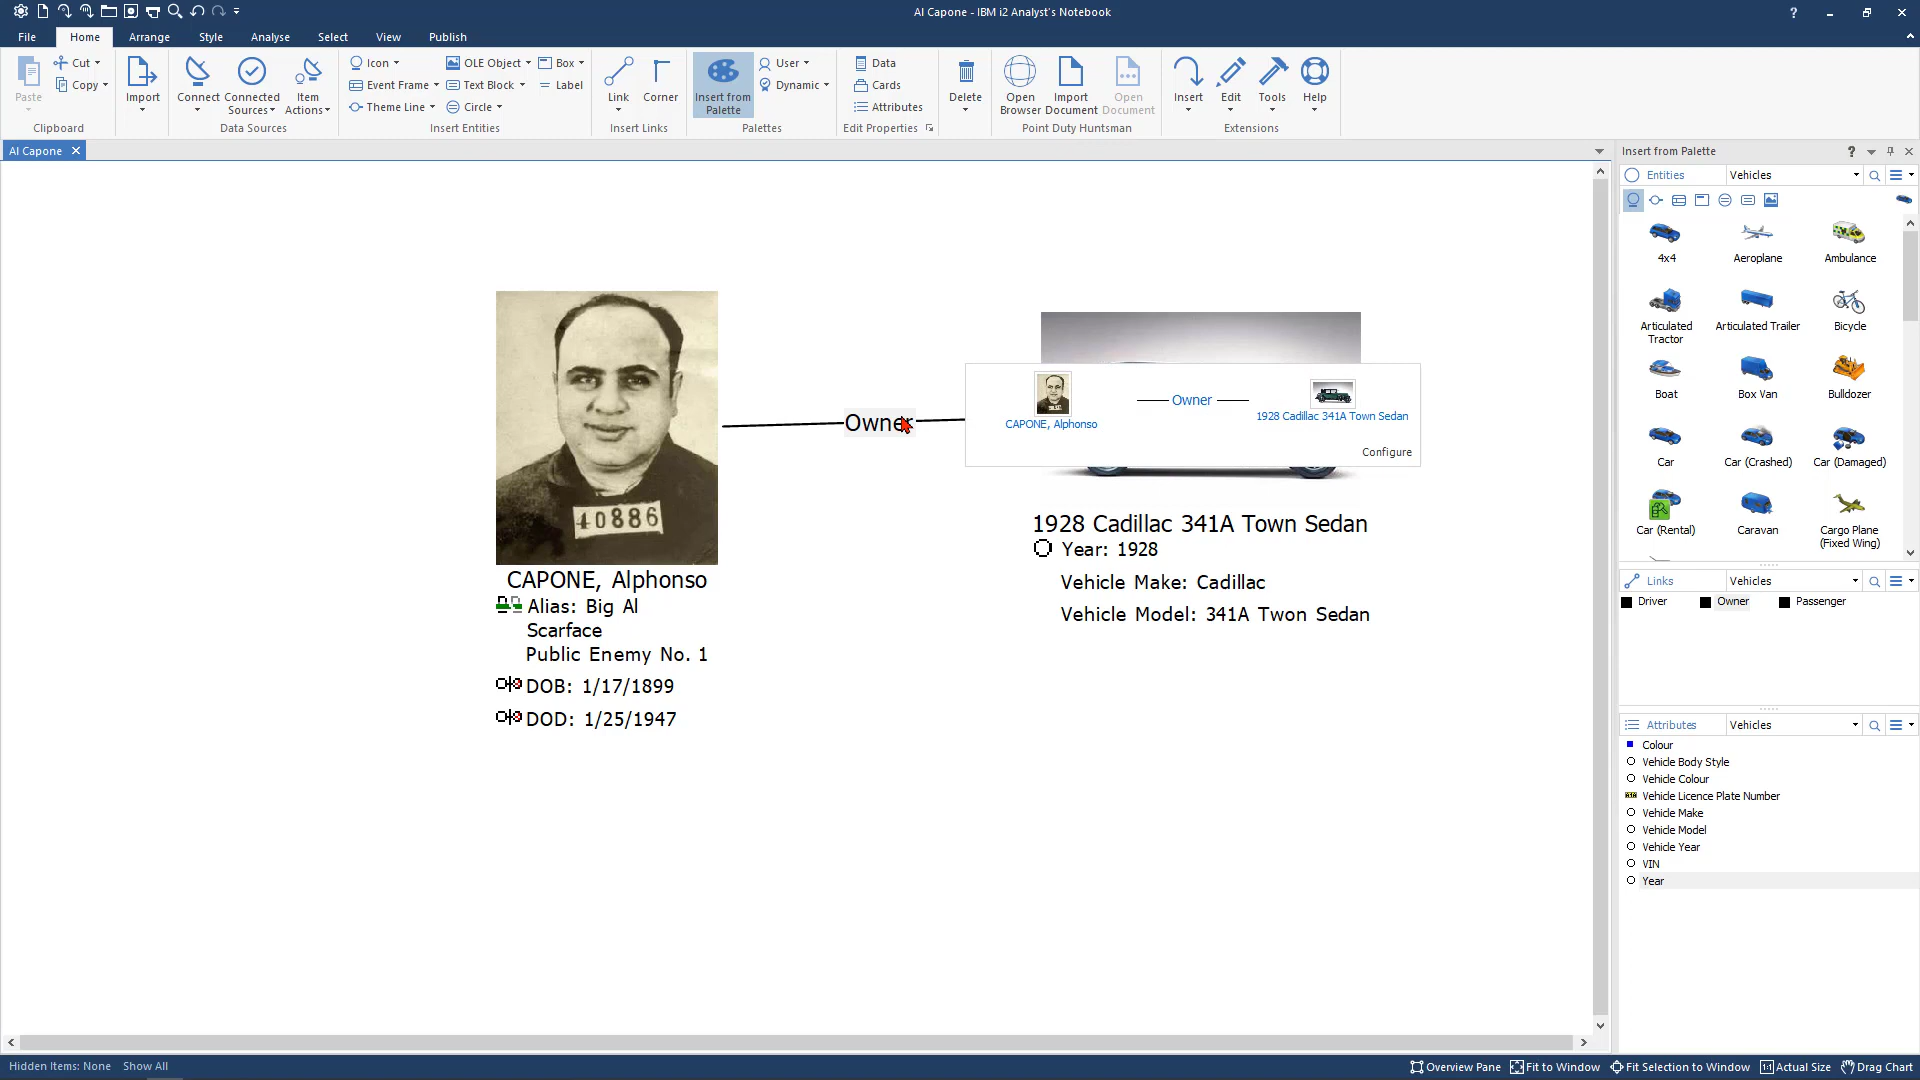 Al Capone - IBM i2 Analyst's Notebook
File Home Arrange Style Analyse Select View Publish
Paste
Cut
Copy
Clipboard
Import
Connect
Connected Sources
Item Actions
Data Sources
Icon
Event Frame
Theme Line
OLE Object
Text Block
Circle
Box
Label
Insert Entities
Link
Corner
Insert Links
Insert from Palette
User
Dynamic
Palettes
Data
Cards
Attributes
Edit Properties
Delete
Open Browser
Import Document
Open Document
Point Duty Huntsman
Insert
Edit
Tools
Help
Extensions
Al Capone
40886
CAPONE, Alphonso
Alias: Big Al
Scarface
Public Enemy No. 1
DOB: 1/17/1899
DOD: 1/25/1947
Owner
CAPONE, Alphonso
Owner
1928 Cadillac 341A Town Sedan
Configure
1928 Cadillac 341A Town Sedan
Year: 1928
Vehicle Make: Cadillac
Vehicle Model: 341A Twon Sedan
Insert from Palette
Entities Vehicles
4x4 Aeroplane Ambulance
Articulated Tractor
Articulated Trailer
Bicycle
Boat Box Van Bulldozer
Car Car (Crashed) Car (Damaged)
Car (Rental) Caravan Cargo Plane (Fixed Wing)
Links Vehicles
Driver Owner Passenger
Attributes Vehicles
Colour
Vehicle Body Style
Vehicle Colour
Vehicle Licence Plate Number
Vehicle Make
Vehicle Model
Vehicle Year
VIN
Year
Hidden Items: None Show All
Overview Pane Fit to Window Fit Selection to Window 1:1 Actual Size Drag Chart